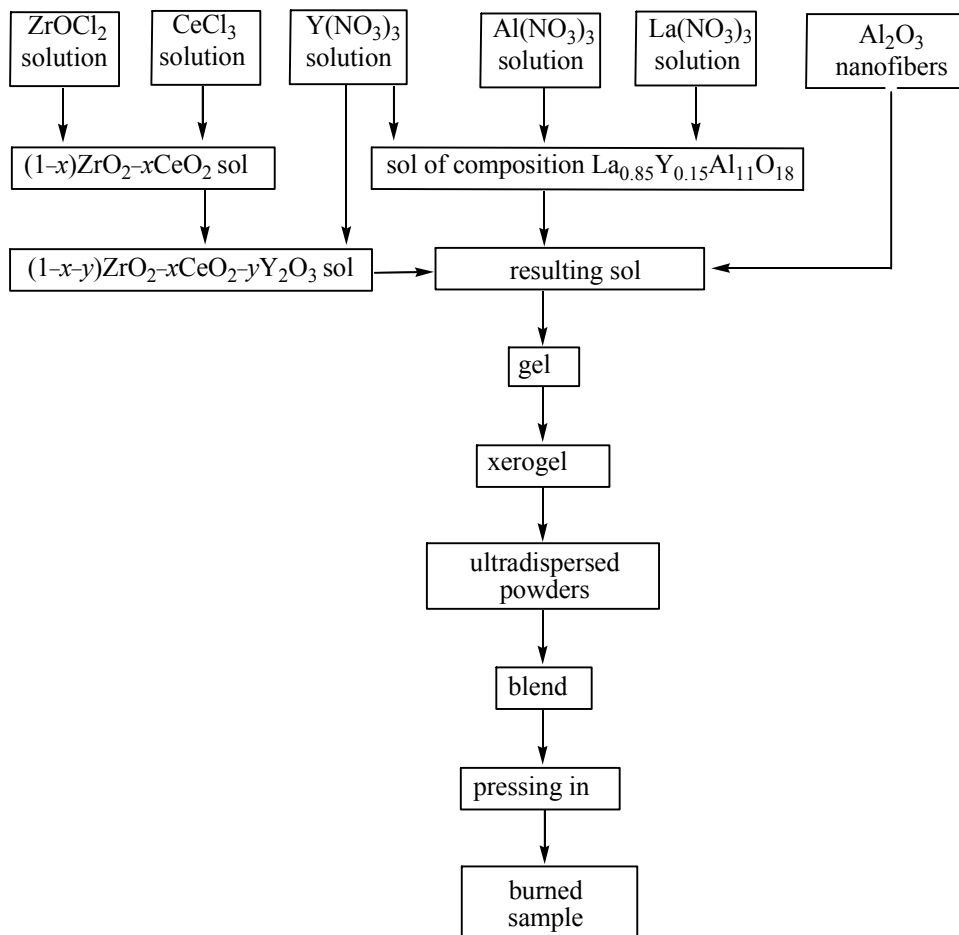 ZrOCl₂
solution
CeCl₃
solution
Y(NO₃)₃
solution
Al(NO₃)₃
solution
La(NO₃)₃
solution
Al₂O₃
nanofibers
(1–x)ZrO₂–xCeO₂ sol
sol of composition La₀.₈₅Y₀.₁₅Al₁₁O₁₈
(1–x–y)ZrO₂–xCeO₂–yY₂O₃ sol
resulting sol
gel
xerogel
ultradispersed
powders
blend
pressing in
burned
sample